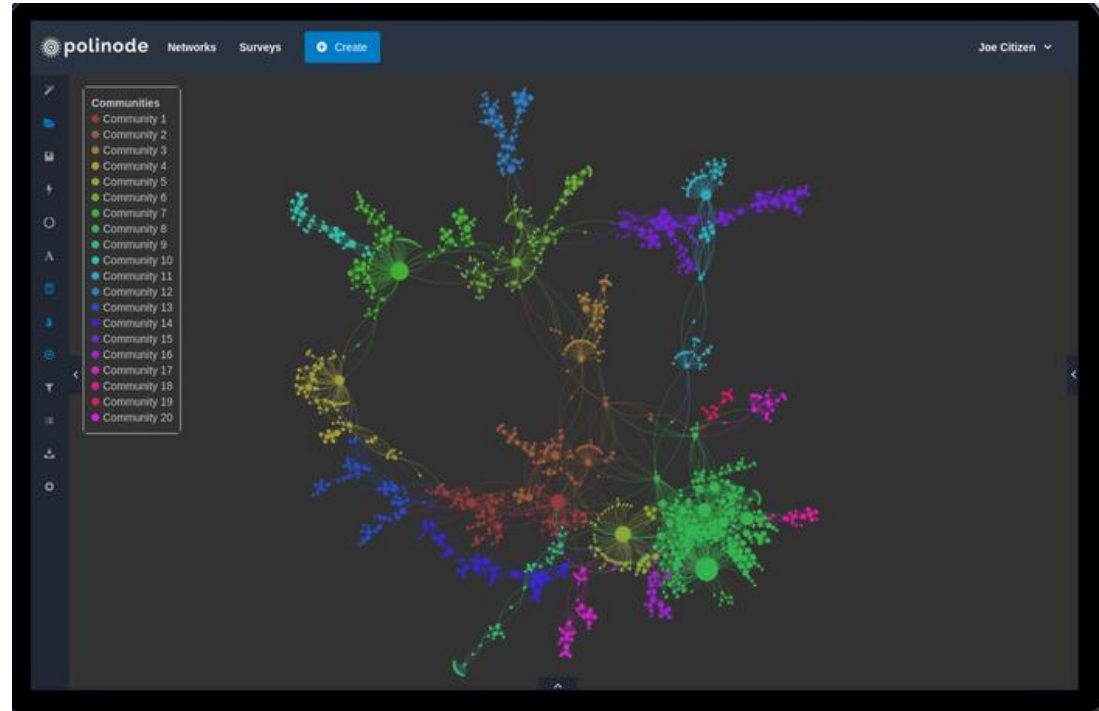 polinode Networks Surveys Create Joe Citizen
Communities
Community 1
Community 2
Community 3
Community 4
Community 5
Community 6
Community 7
Community 8
Community 9
Community 10
Community 11
Community 12
Community 13
Community 14
Community 15
Community 16
Community 17
Community 18
Community 19
Community 20